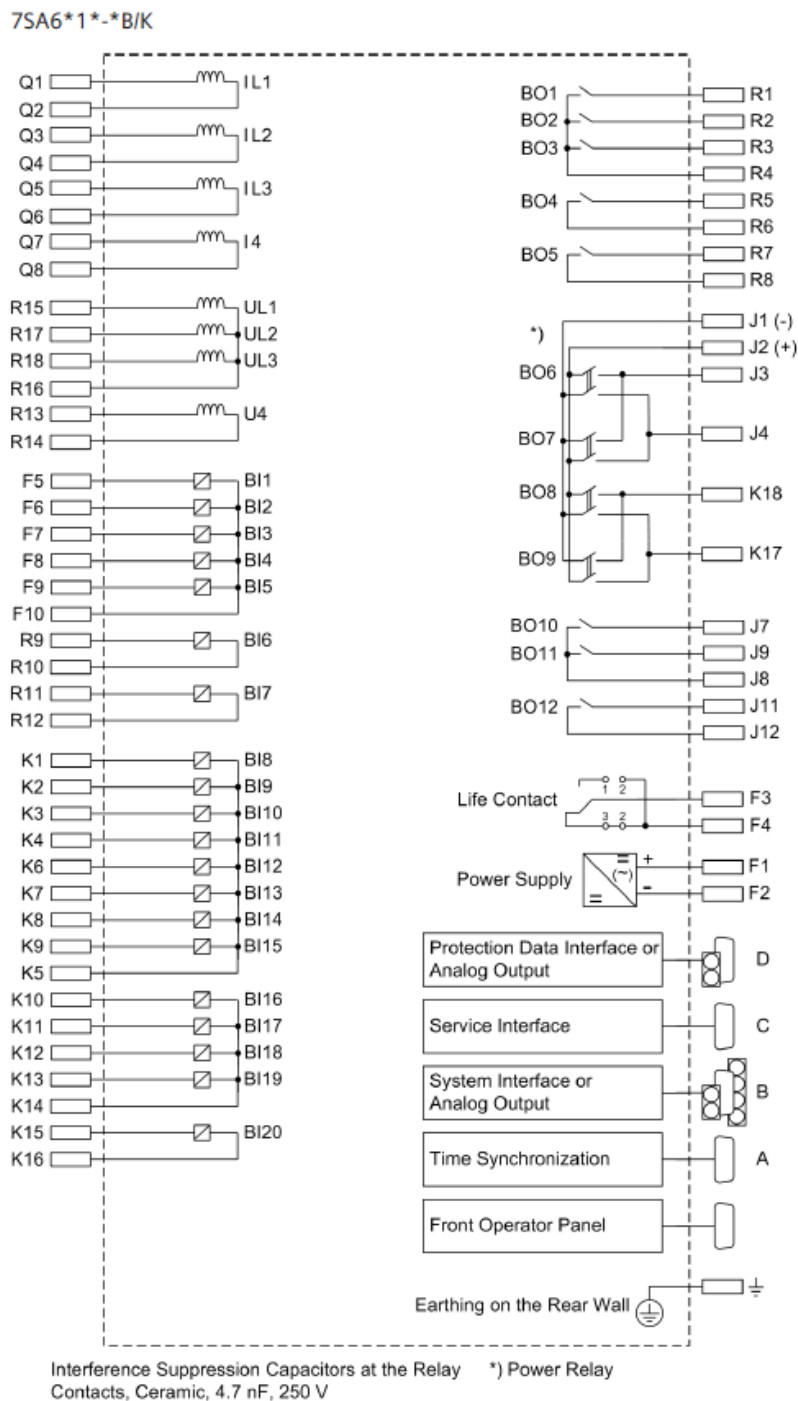 7SA6*1*-*B/K
Q1 IL1
Q2
Q3 IL2
Q4
Q5 IL3
Q6
Q7 I4
Q8
R15 UL1
R17 UL2
R18 UL3
R16
R13 U4
R14
F5 BI1
F6 BI2
F7 BI3
F8 BI4
F9 BI5
F10
R9 BI6
R10
R11 BI7
R12
K1 BI8
K2 BI9
K3 BI10
K4 BI11
K6 BI12
K7 BI13
K8 BI14
K9 BI15
K5
K10 BI16
K11 BI17
K12 BI18
K13 BI19
K14
K15 BI20
K16
BO1 R1
BO2 R2
BO3 R3
R4
BO4 R5
R6
BO5 R7
R8
J1 (-)
*)
J2 (+)
BO6 J3
BO7 J4
BO8 K18
BO9 K17
BO10 J7
BO11 J9
J8
BO12 J11
J12
1 2
Life Contact F3
3 2 F4
= + F1
Power Supply (~)
= - F2
Protection Data Interface or
Analog Output
D
Service Interface C
System Interface or
Analog Output
B
Time Synchronization A
Front Operator Panel
Earthing on the Rear Wall
Interference Suppression Capacitors at the Relay *) Power Relay
Contacts, Ceramic, 4.7 nF, 250 V